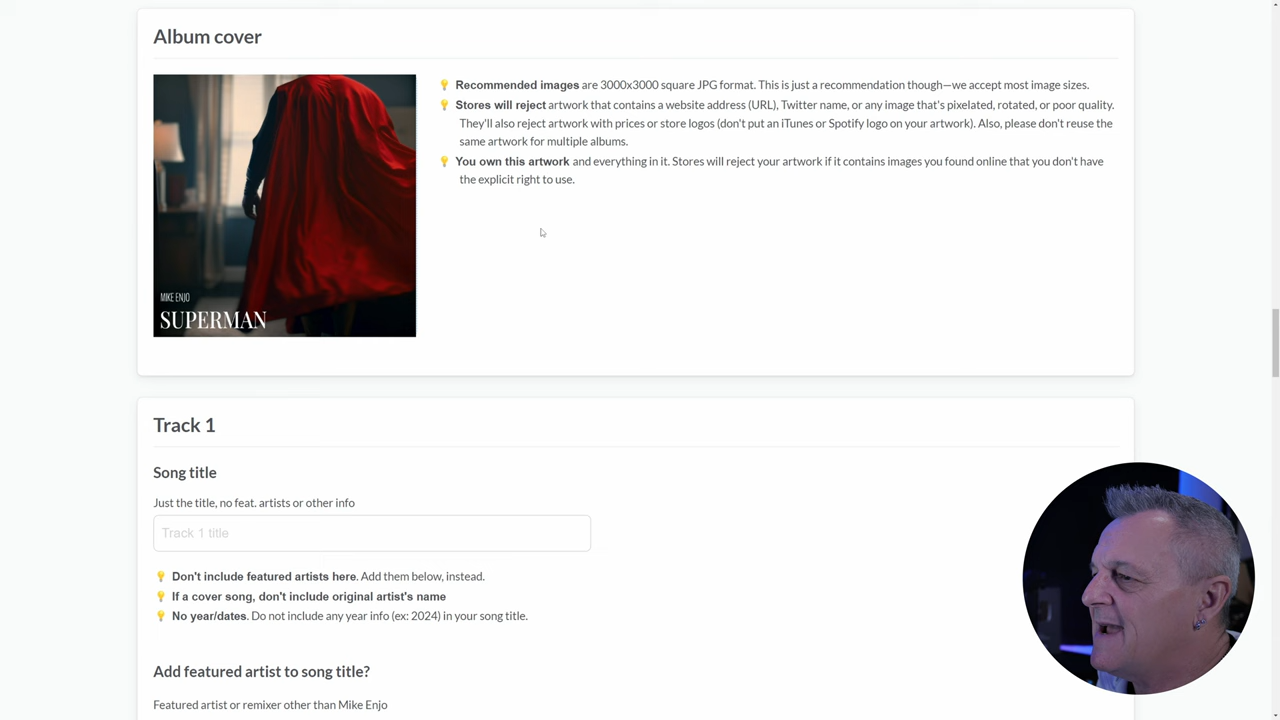 Album cover
💡 Recommended images are 3000x3000 square JPG format. This is just a recommendation though—we accept most image sizes.
💡 Stores will reject artwork that contains a website address (URL), Twitter name, or any image that's pixelated, rotated, or poor quality.
They'll also reject artwork with prices or store logos (don't put an iTunes or Spotify logo on your artwork). Also, please don't reuse the
same artwork for multiple albums.
💡 You own this artwork and everything in it. Stores will reject your artwork if it contains images you found online that you don't have
the explicit right to use.
MIKE ENJO
SUPERMAN
Track 1
Song title
Just the title, no feat. artists or other info
Track 1 title
💡 Don't include featured artists here. Add them below, instead.
💡 If a cover song, don't include original artist's name
💡 No year/dates. Do not include any year info (ex: 2024) in your song title.
Add featured artist to song title?
Featured artist or remixer other than Mike Enjo